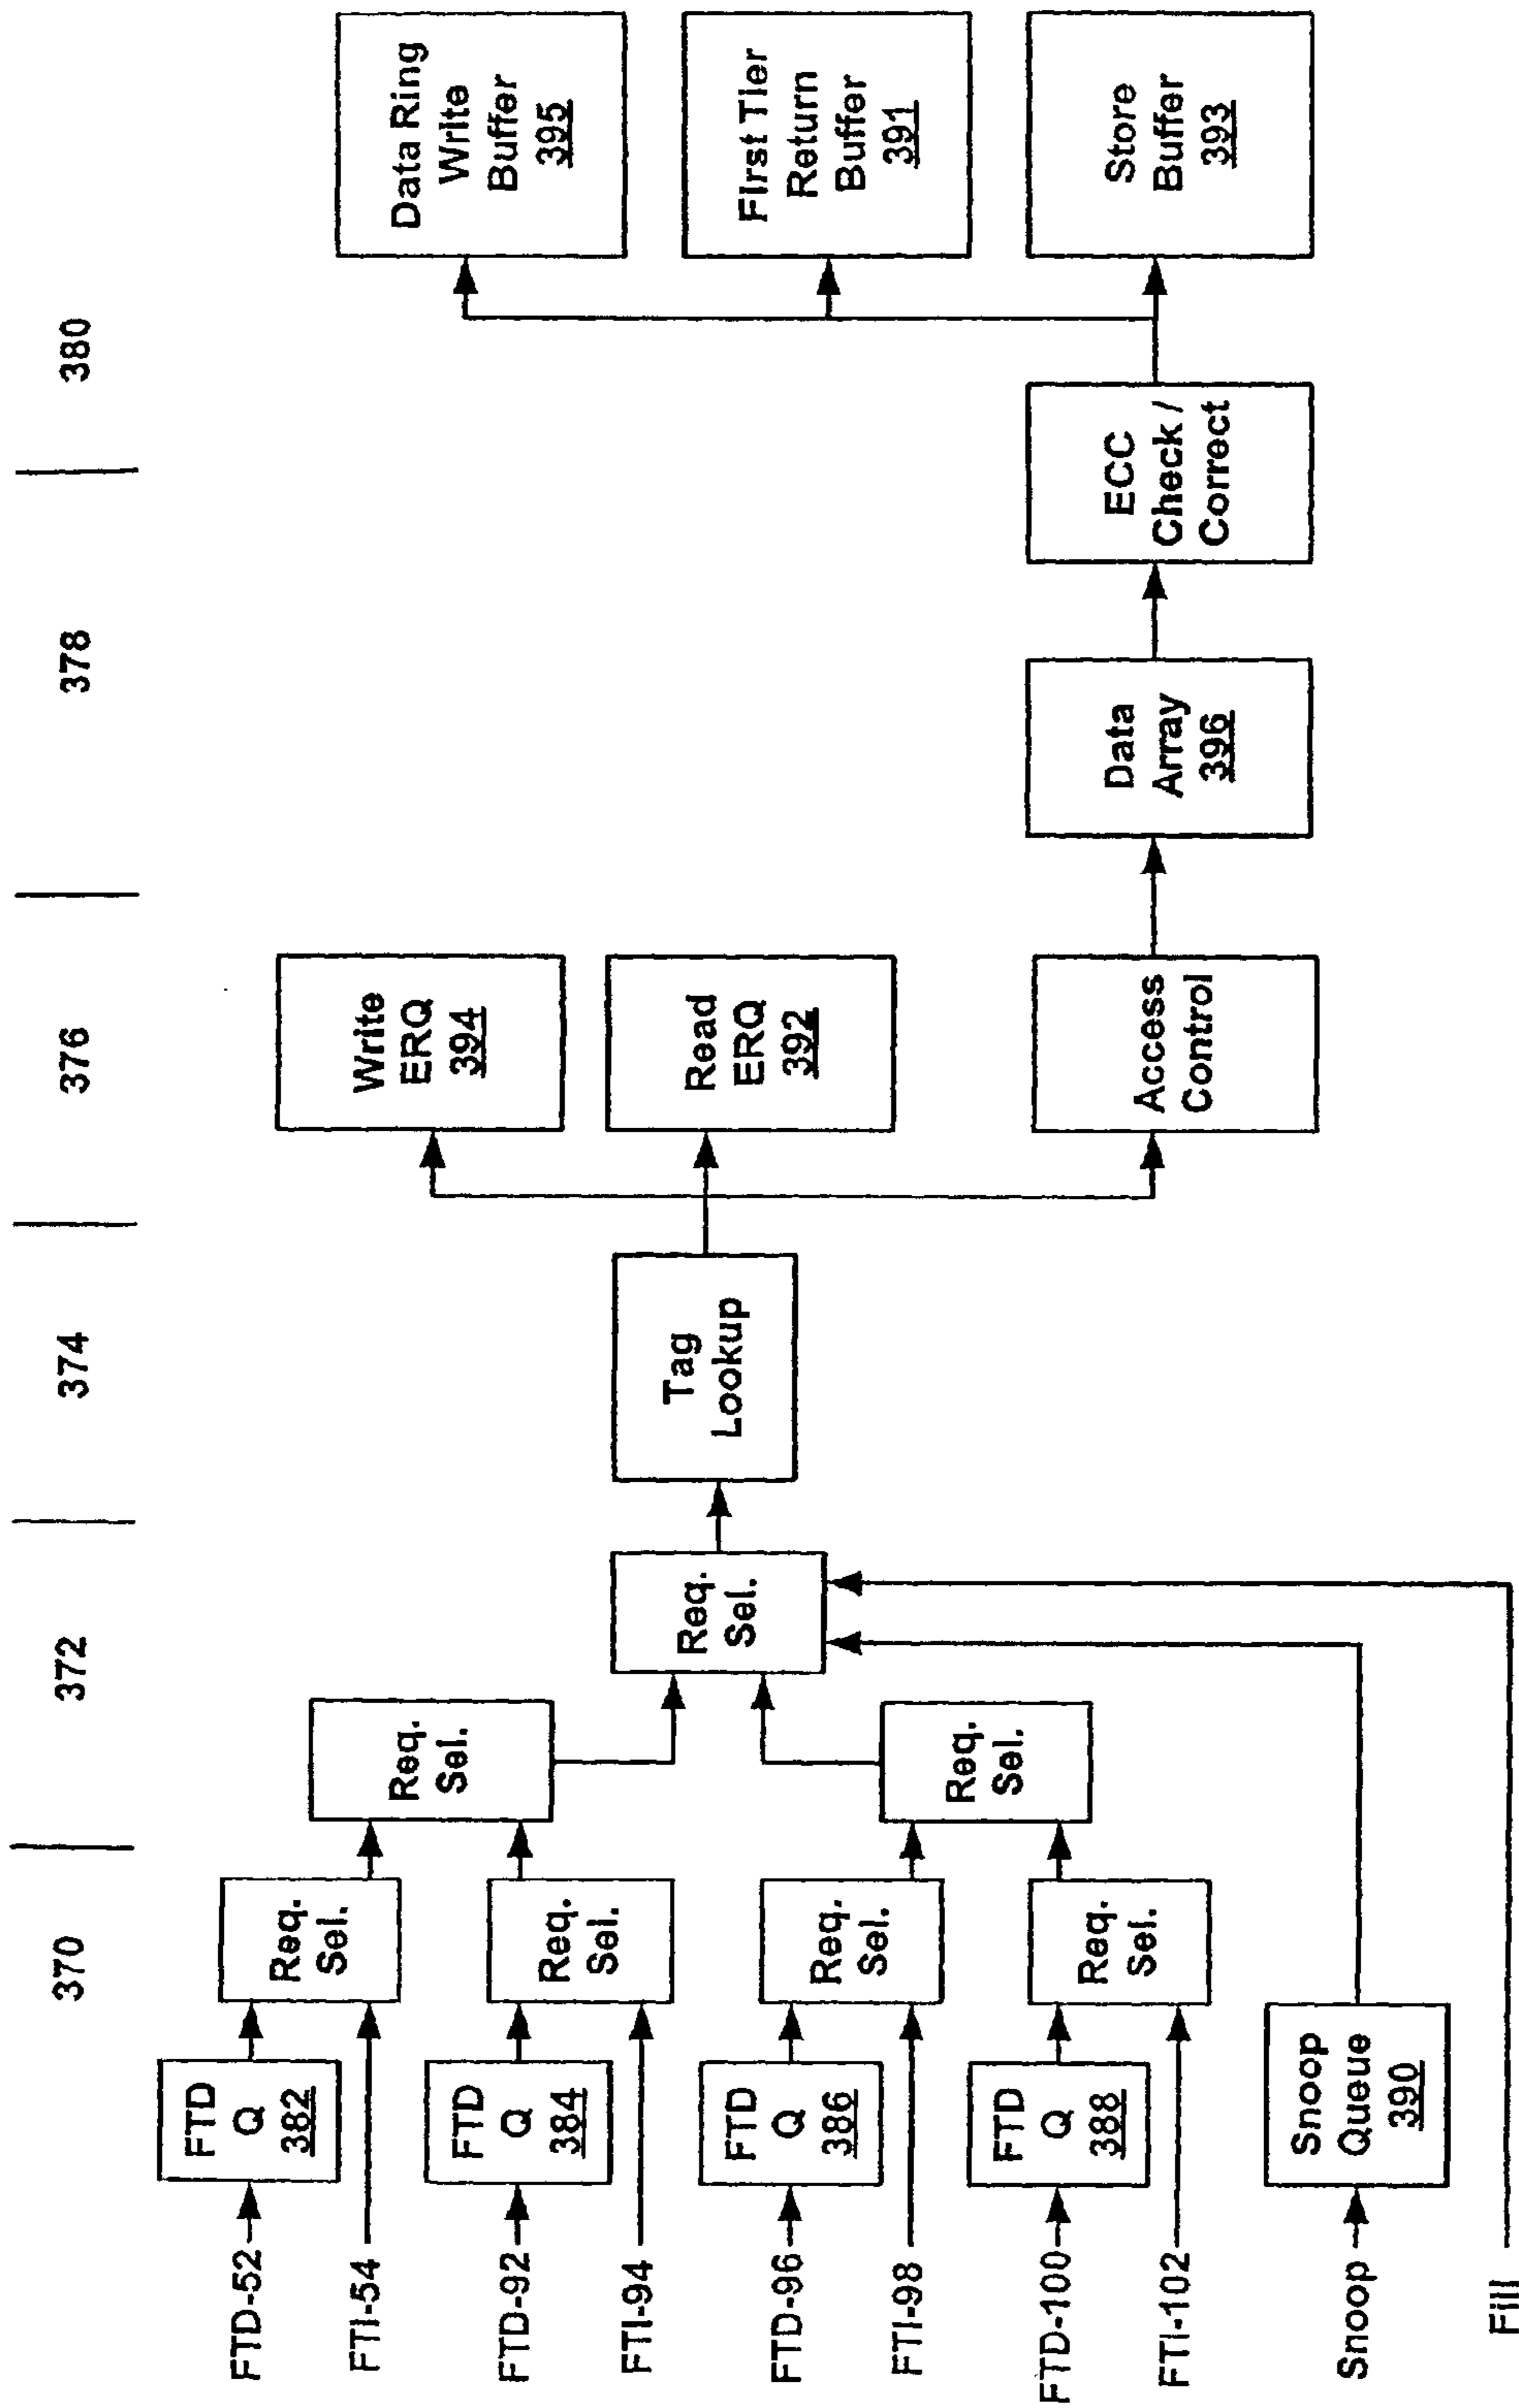 370
372
374
376
378
380
FTD-52
FTD
Q
382
Req.
Sel.
FTI-54
FTD-92
FTD
Q
384
Req.
Sel.
FTI-94
Req.
Sel.
FTD-96
FTD
Q
386
Req.
Sel.
FTI-98
FTD-100
FTD
Q
388
Req.
Sel.
FTI-102
Req.
Sel.
Snoop
Snoop
Queue
390
Fill
Req.
Sel.
Tag
Lookup
Write
ERQ
394
Read
ERQ
392
Access
Control
Data
Array
396
ECC
Check /
Correct
Data Ring
Write
Buffer
395
First Tier
Return
Buffer
391
Store
Buffer
393